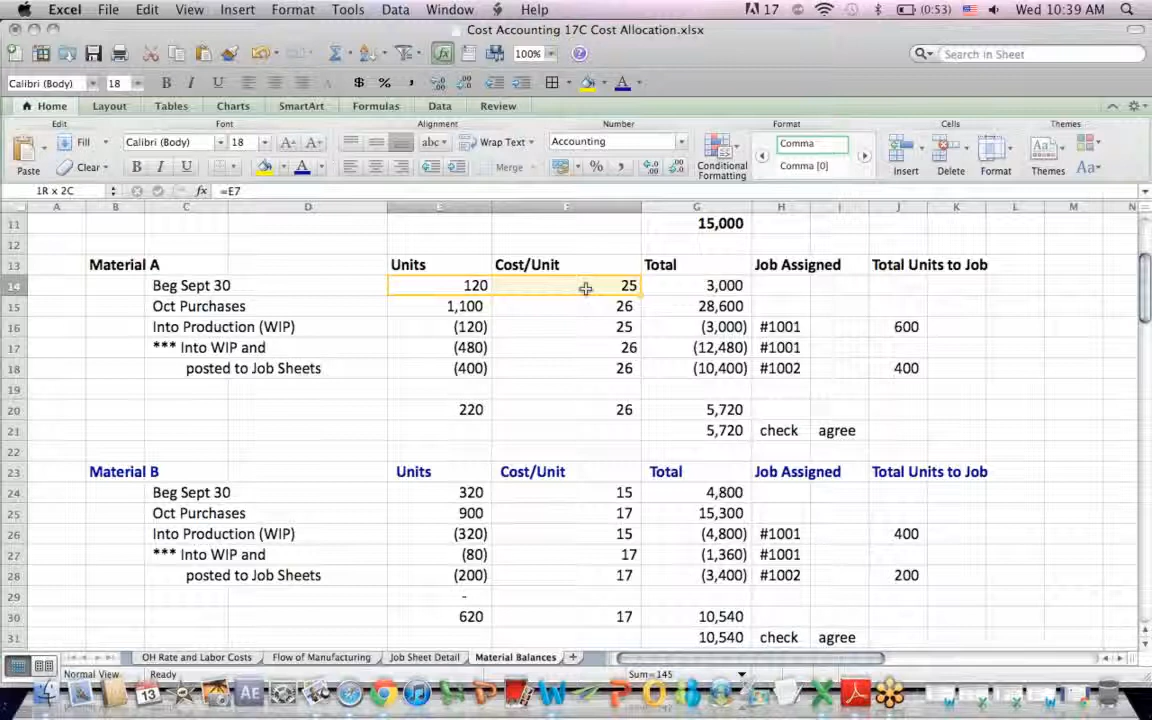 Excel File Edit View Insert Format Tools Data Window Help 17 (0:53) Wed 10:39 AM
Cost Accounting 17C Cost Allocation.xlsx
100% Search in Sheet
Calibri (Body) 18 B I U $ %
Home Layout Tables Charts SmartArt Formulas Data Review
Edit Font Alignment Number Format Cells Themes
Fill Calibri (Body) 18 A A abc Wrap Text Accounting Comma
Paste Clear B I U A Merge % Conditional Formatting Comma [0] Insert Delete Format Themes Aa
1R x 2C fx =E7
A B C D E F G H I J K L M N
11 15,000
12
13 Material A Units Cost/Unit Total Job Assigned Total Units to Job
14 Beg Sept 30 120 25 3,000
15 Oct Purchases 1,100 26 28,600
16 Into Production (WIP) (120) 25 (3,000) #1001 600
17 *** Into WIP and (480) 26 (12,480) #1001
18 posted to Job Sheets (400) 26 (10,400) #1002 400
19
20 220 26 5,720
21 5,720 check agree
22
23 Material B Units Cost/Unit Total Job Assigned Total Units to Job
24 Beg Sept 30 320 15 4,800
25 Oct Purchases 900 17 15,300
26 Into Production (WIP) (320) 15 (4,800) #1001 400
27 *** Into WIP and (80) 17 (1,360) #1001
28 posted to Job Sheets (200) 17 (3,400) #1002 200
29 -
30 620 17 10,540
31 10,540 check agree
OH Rate and Labor Costs Flow of Manufacturing Job Sheet Detail Material Balances +
Normal View Ready Sum=145
13 AE P W P O W X